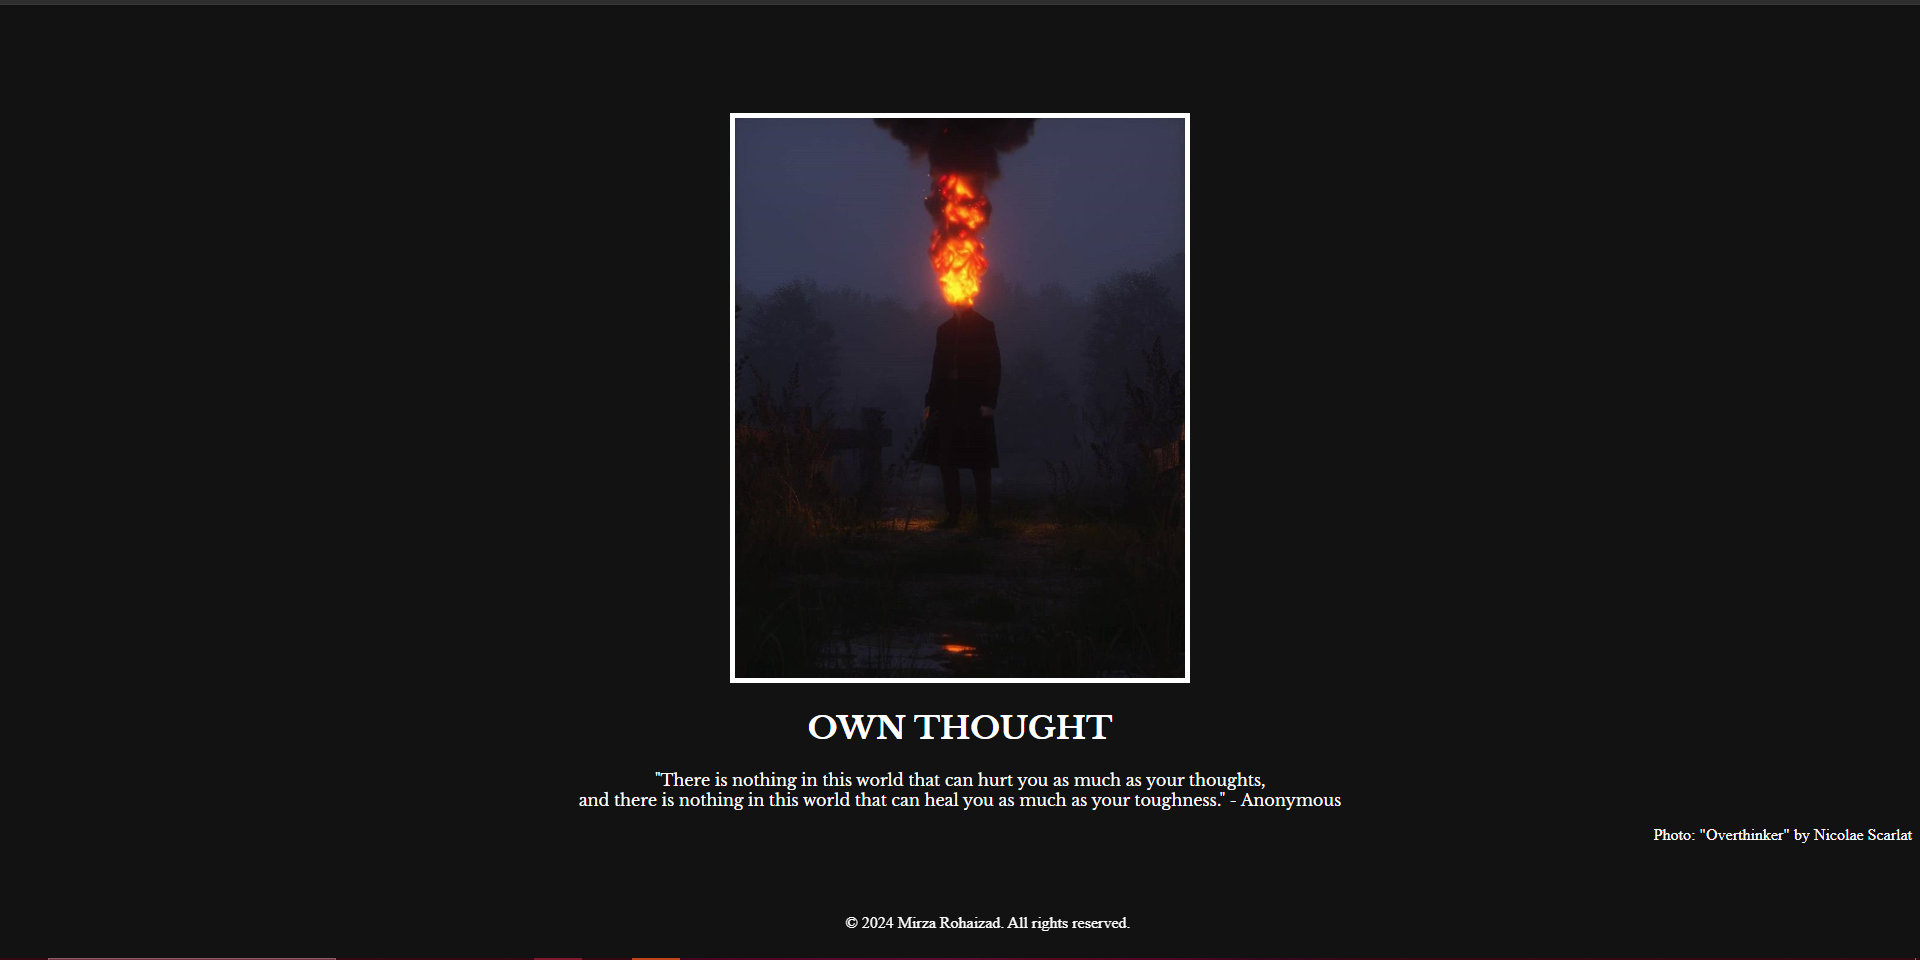 OWN THOUGHT
"There is nothing in this world that can hurt you as much as your thoughts,
and there is nothing in this world that can heal you as much as your toughness." - Anonymous
Photo: "Overthinker" by Nicolae Scarlat
© 2024 Mirza Rohaizad. All rights reserved.